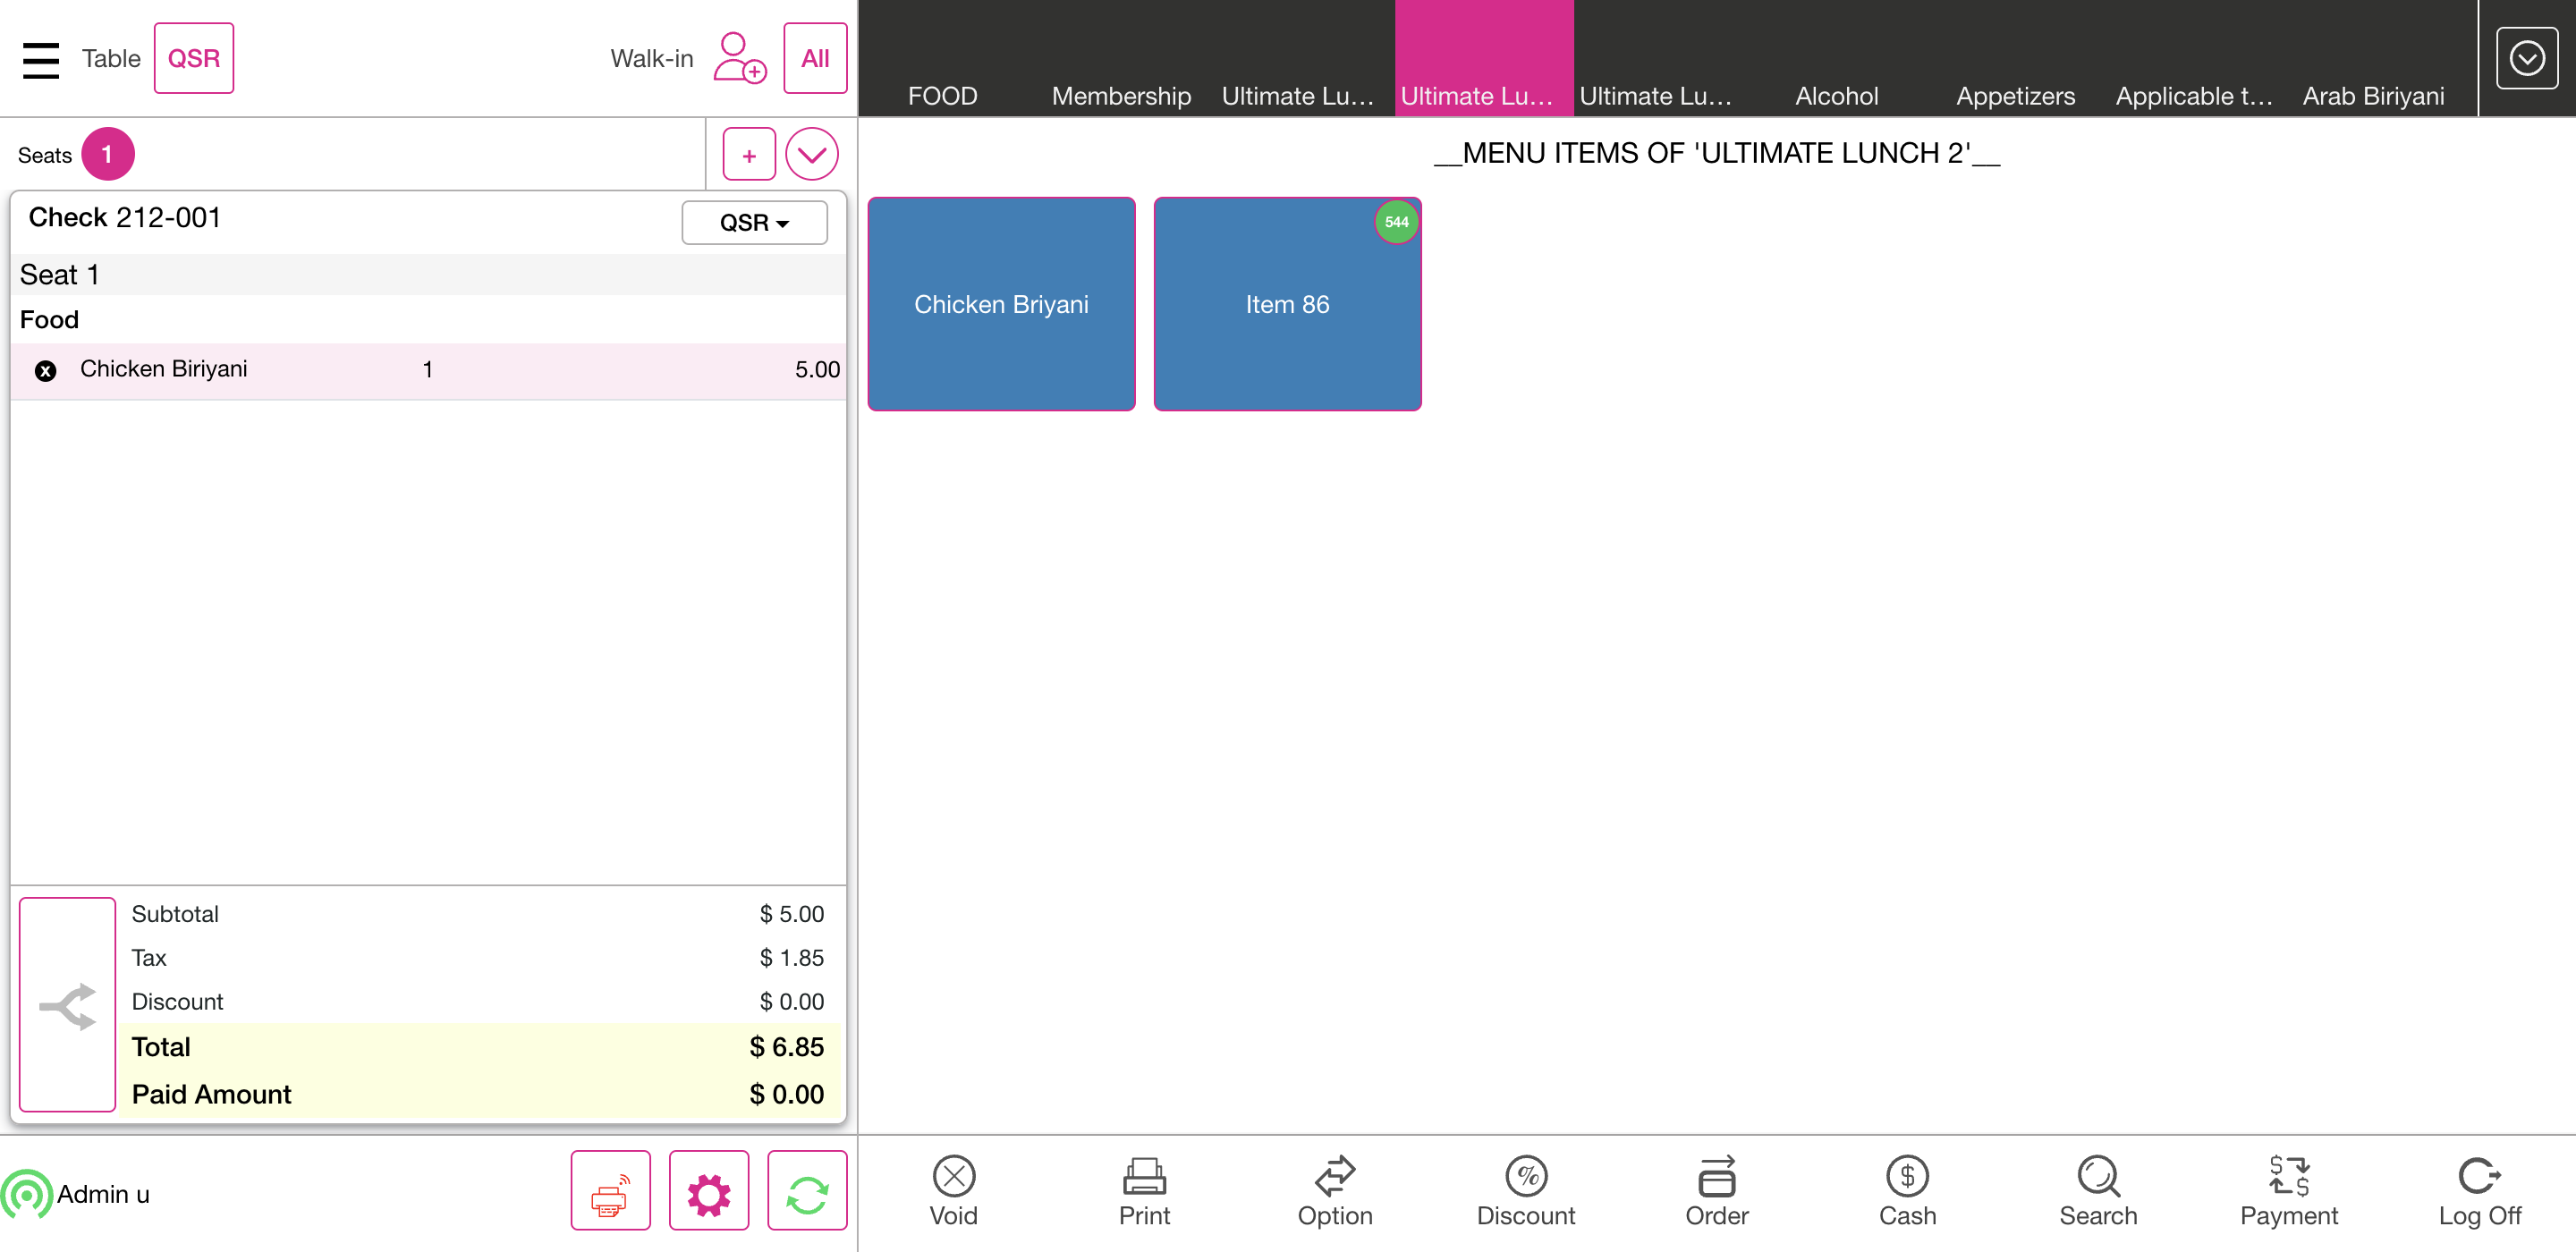 Table QSR Walk-in All
FOOD Membership Ultimate Lu... Ultimate Lu... Ultimate Lu... Alcohol Appetizers Applicable t... Arab Biriyani
Seats 1 +
__MENU ITEMS OF 'ULTIMATE LUNCH 2'__
Check 212-001 QSR
Seat 1
Food
x Chicken Biriyani 1 5.00
Chicken Briyani
544
Item 86
Subtotal $ 5.00
Tax $ 1.85
Discount $ 0.00
Total $ 6.85
Paid Amount $ 0.00
Admin u
Void Print Option Discount Order Cash Search Payment Log Off